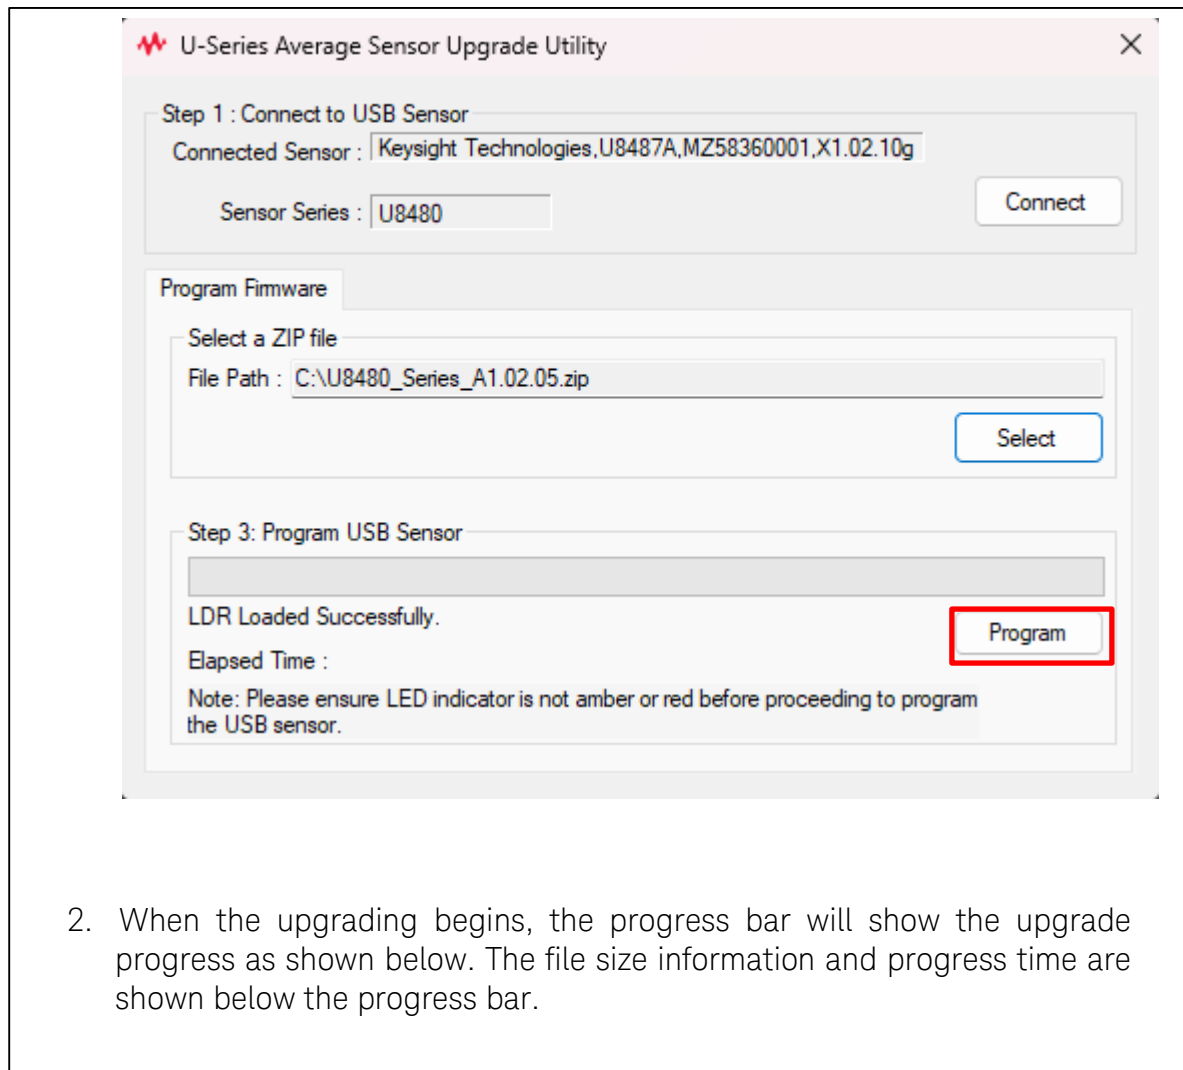 U-Series Average Sensor Upgrade Utility
Step 1 : Connect to USB Sensor
Connected Sensor : Keysight Technologies,U8487A,MZ58360001,X1.02.10g
Sensor Series : U8480
Connect
Program Firmware
Select a ZIP file
File Path : C:\U8480_Series_A1.02.05.zip
Select
Step 3: Program USB Sensor
LDR Loaded Successfully.
Program
Elapsed Time :
Note: Please ensure LED indicator is not amber or red before proceeding to program
the USB sensor.
2. When the upgrading begins, the progress bar will show the upgrade
progress as shown below. The file size information and progress time are
shown below the progress bar.